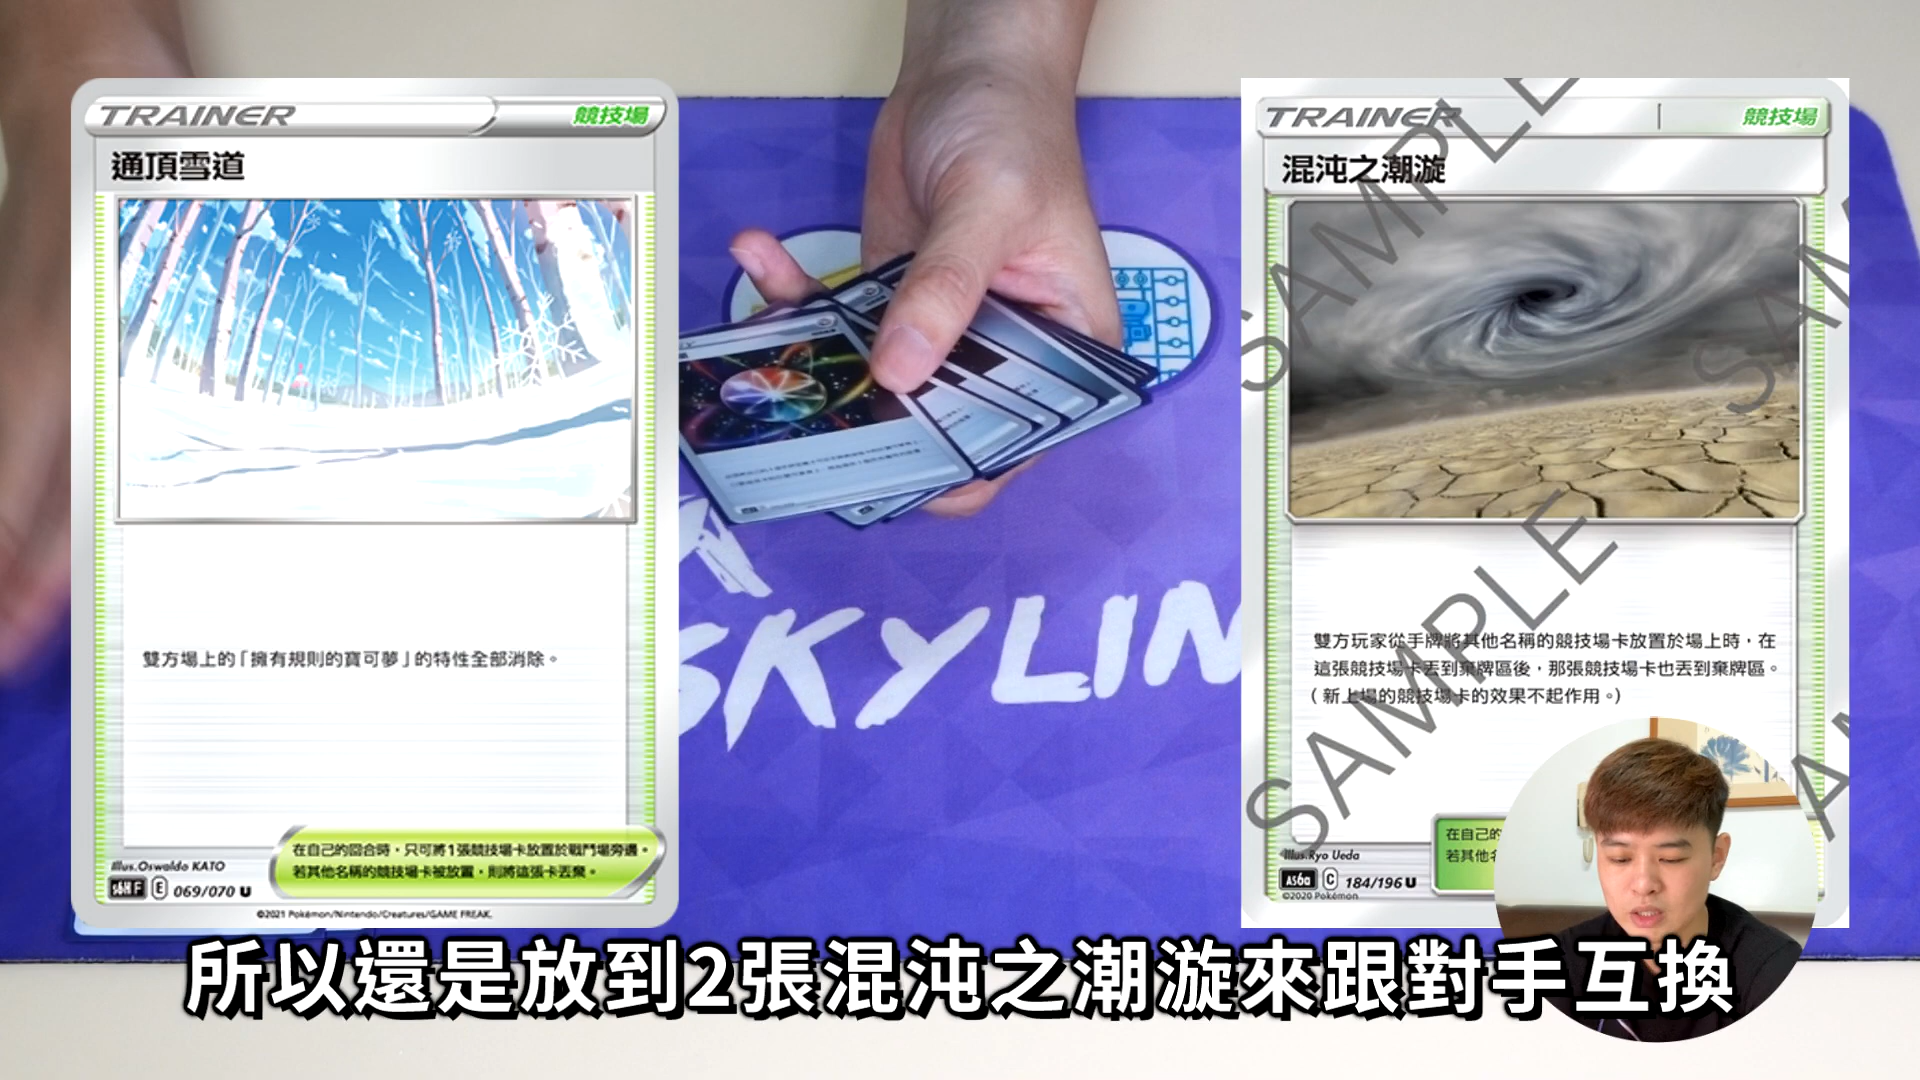 TRAINER 競技場
通頂雪道
雙方場上的「擁有規則的寶可夢」的特性全部消除。
在自己的回合時，只可將1張競技場卡放置於戰鬥場旁邊。
若其他名稱的競技場卡被放置，則將這張卡丟棄。
Illus.Oswaldo KATO
s6H F E 069/070 U
©2021 Pokémon/Nintendo/Creatures/GAME FREAK.
SKYLIN
TRAINER 競技場
混沌之潮漩
雙方玩家從手牌將其他名稱的競技場卡放置於場上時，在
這張競技場卡丟到棄牌區後，那張競技場卡也丟到棄牌區。
（新上場的競技場卡的效果不起作用。）
SAMPLE
SAMPLE
SAMPLE
在自己的
若其他名
Illus.Ryo Ueda
AS6a C 184/196 U
©2020 Pokémon
所以還是放到2張混沌之潮漩來跟對手互換